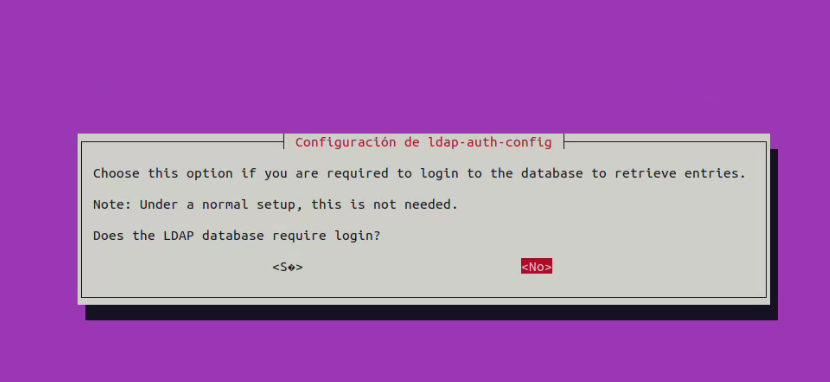 Configuración de ldap-auth-config
Choose this option if you are required to login to the database to retrieve entries.
Note: Under a normal setup, this is not needed.
Does the LDAP database require login?
<S�> <No>